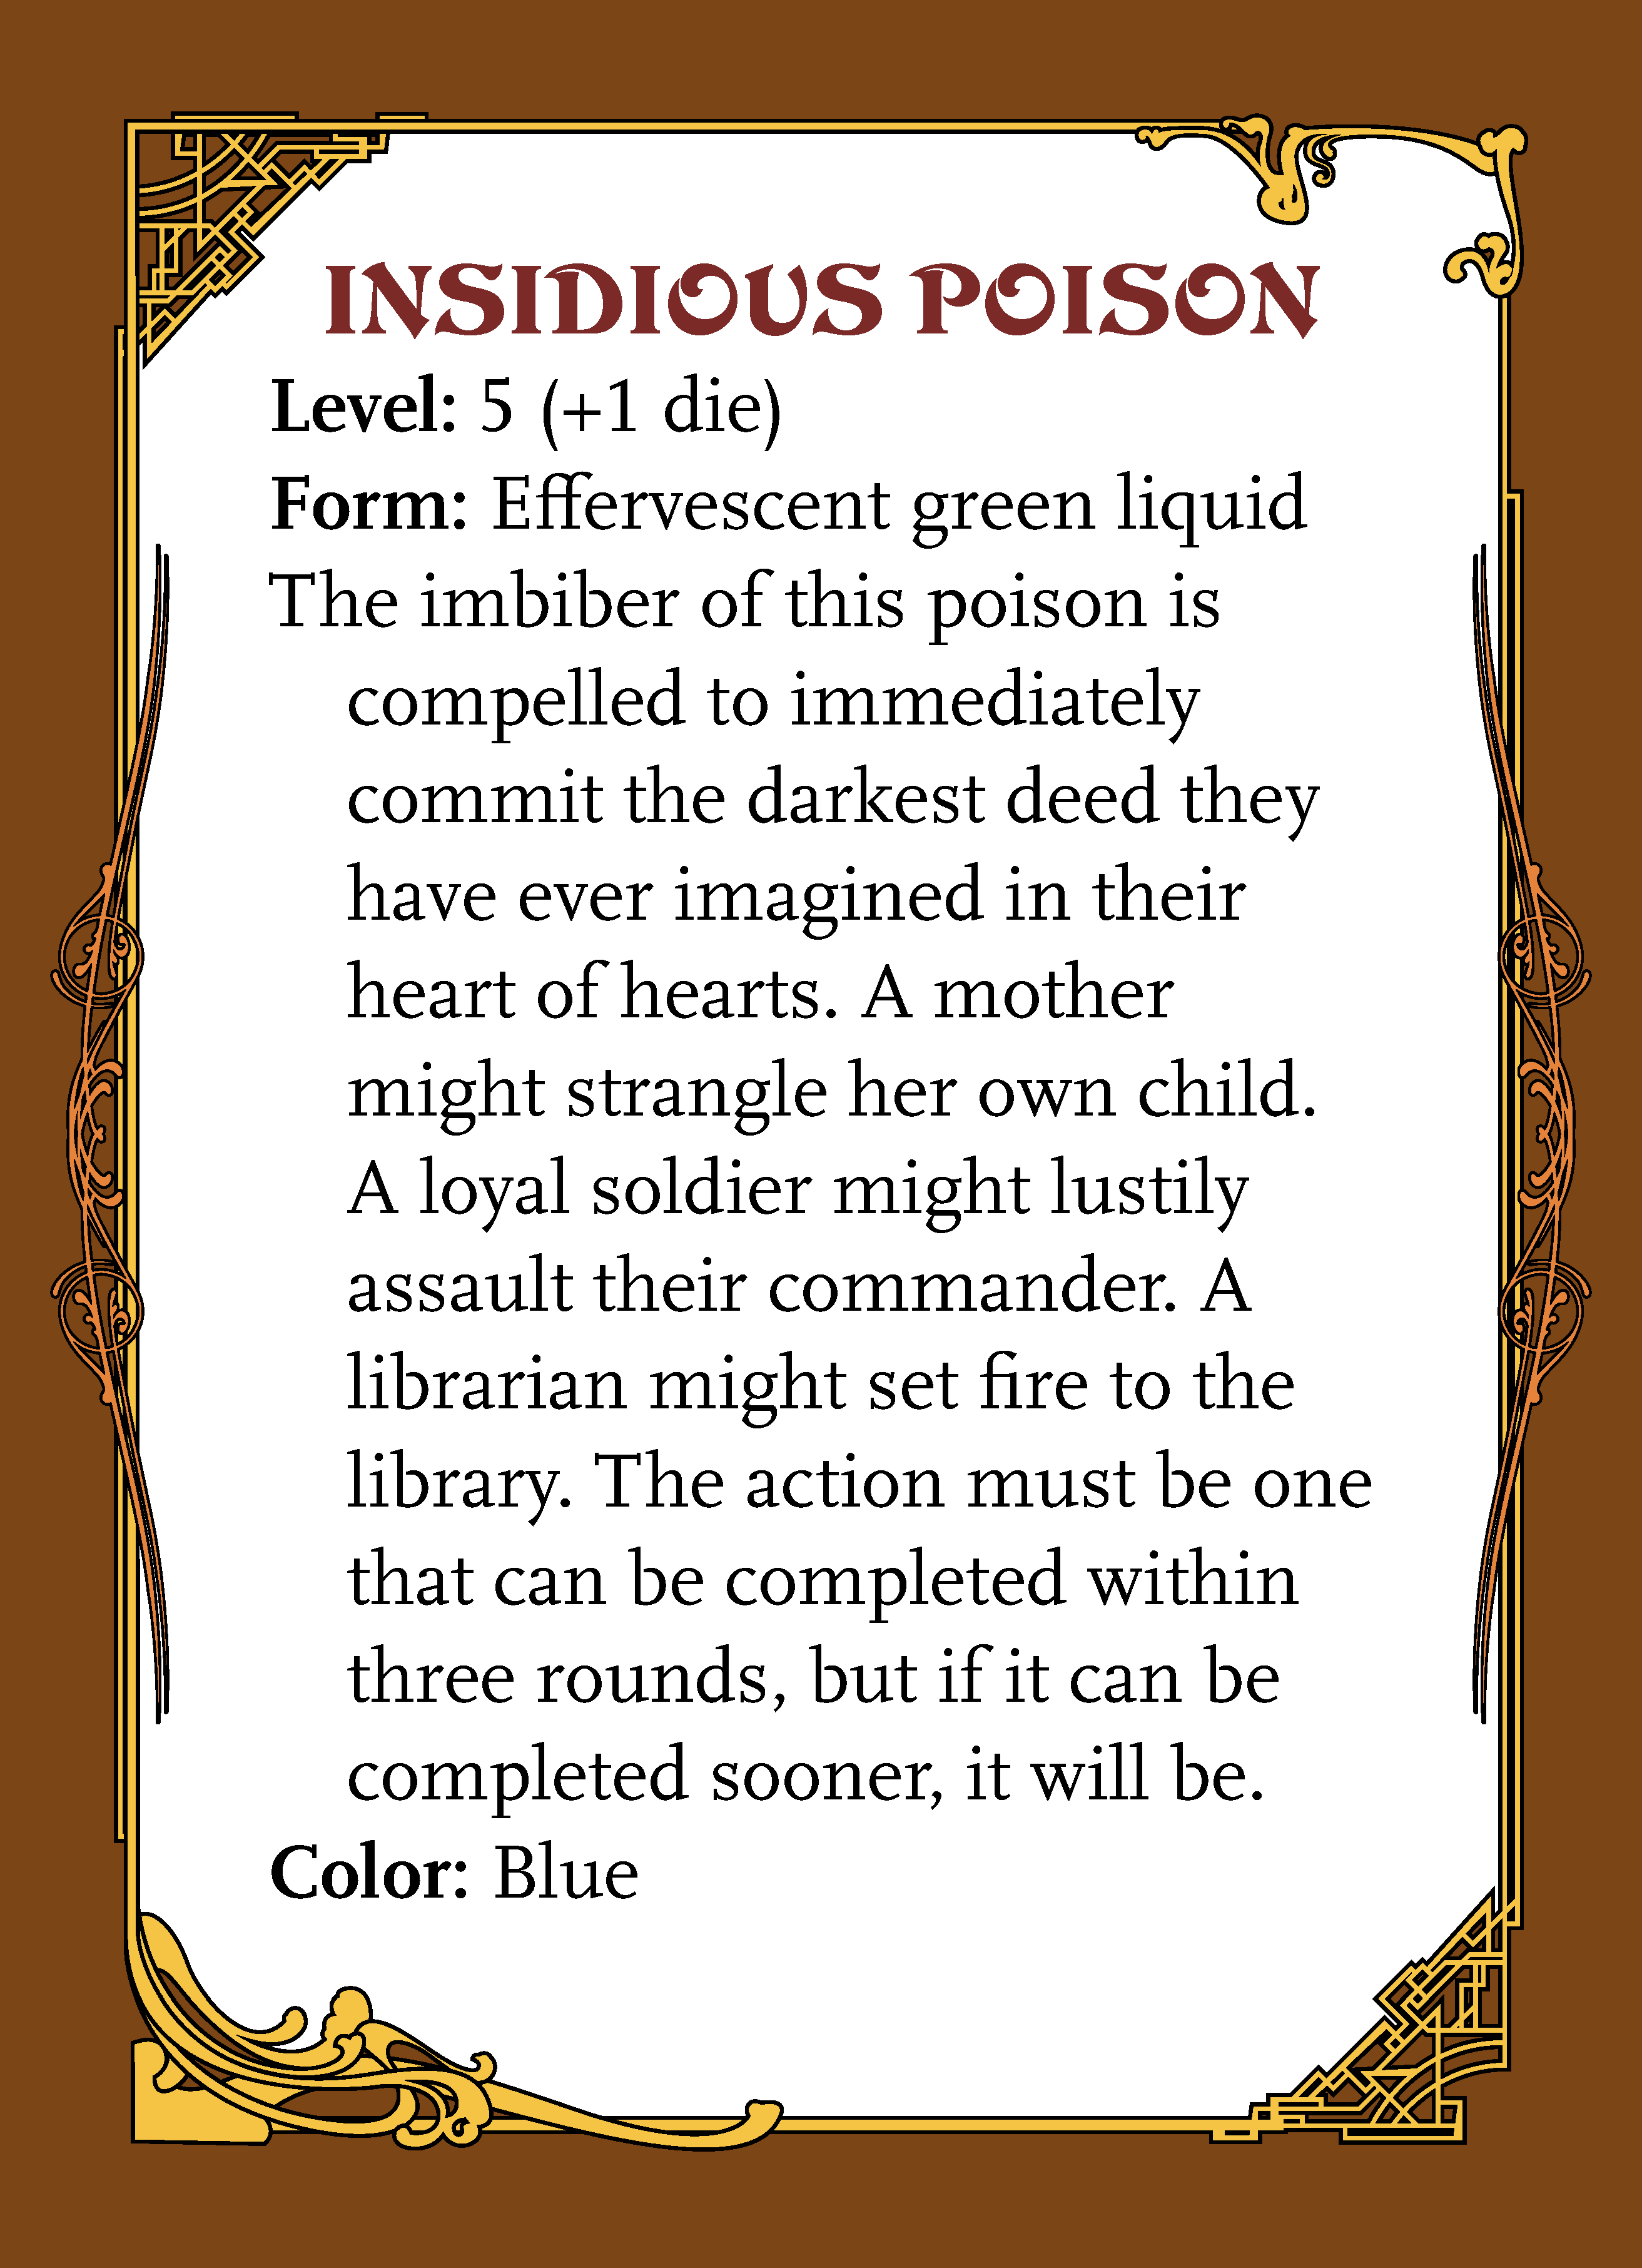 INSIDIOUS POISON
Level: 5 (+1 die)
Form: Effervescent green liquid
The imbiber of this poison is
compelled to immediately
commit the darkest deed they
have ever imagined in their
heart of hearts. A mother
might strangle her own child.
A loyal soldier might lustily
assault their commander. A
librarian might set fire to the
library. The action must be one
that can be completed within
three rounds, but if it can be
completed sooner, it will be.
Color: Blue